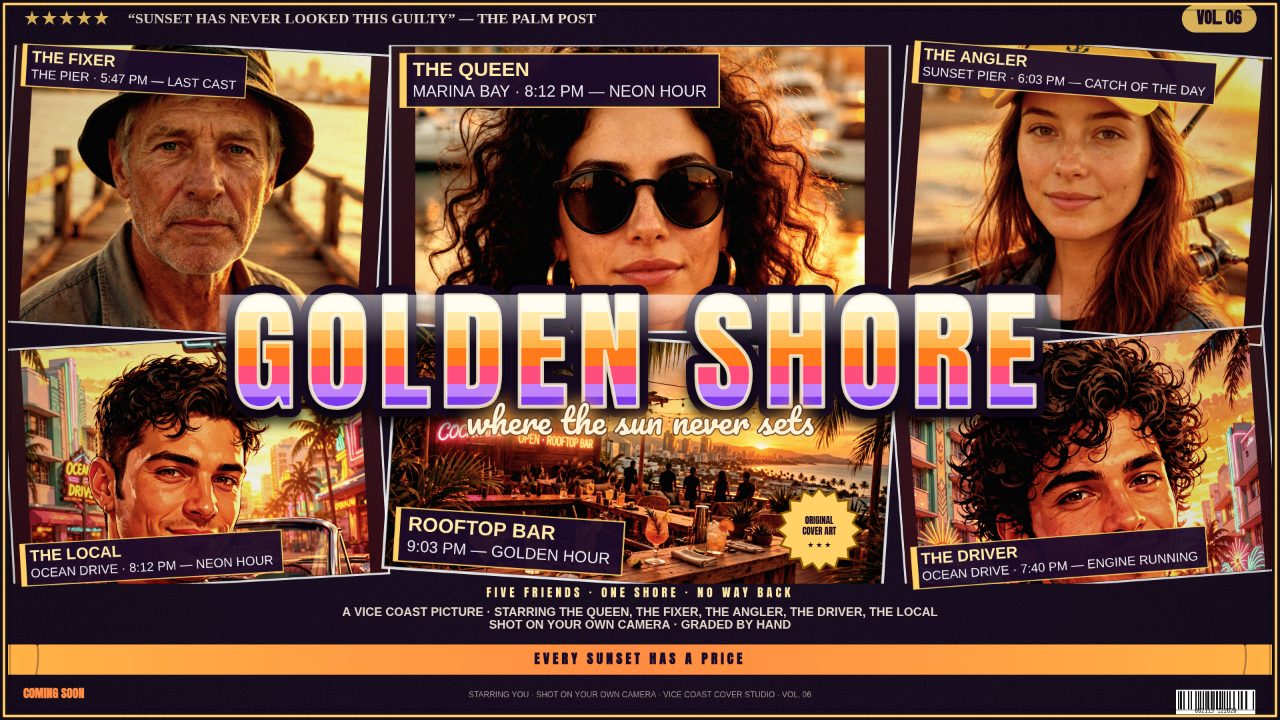 ★★★★★ “SUNSET HAS NEVER LOOKED THIS GUILTY” — THE PALM POST
VOL. 06
THE FIXER
THE PIER · 5:47 PM — LAST CAST
THE QUEEN
MARINA BAY · 8:12 PM — NEON HOUR
THE ANGLER
SUNSET PIER · 6:03 PM — CATCH OF THE DAY
GOLDEN SHORE
where the sun never sets
OPEN · ROOFTOP BAR
OCEAN
DRIVE
THE LOCAL
OCEAN DRIVE · 8:12 PM — NEON HOUR
ROOFTOP BAR
9:03 PM — GOLDEN HOUR
ORIGINAL
COVER ART
★ ★ ★
THE DRIVER
OCEAN DRIVE · 7:40 PM — ENGINE RUNNING
FIVE FRIENDS · ONE SHORE · NO WAY BACK
A VICE COAST PICTURE · STARRING THE QUEEN, THE FIXER, THE ANGLER, THE DRIVER, THE LOCAL
SHOT ON YOUR OWN CAMERA · GRADED BY HAND
EVERY SUNSET HAS A PRICE
COMING SOON
STARRING YOU · SHOT ON YOUR OWN CAMERA · VICE COAST COVER STUDIO · VOL. 06